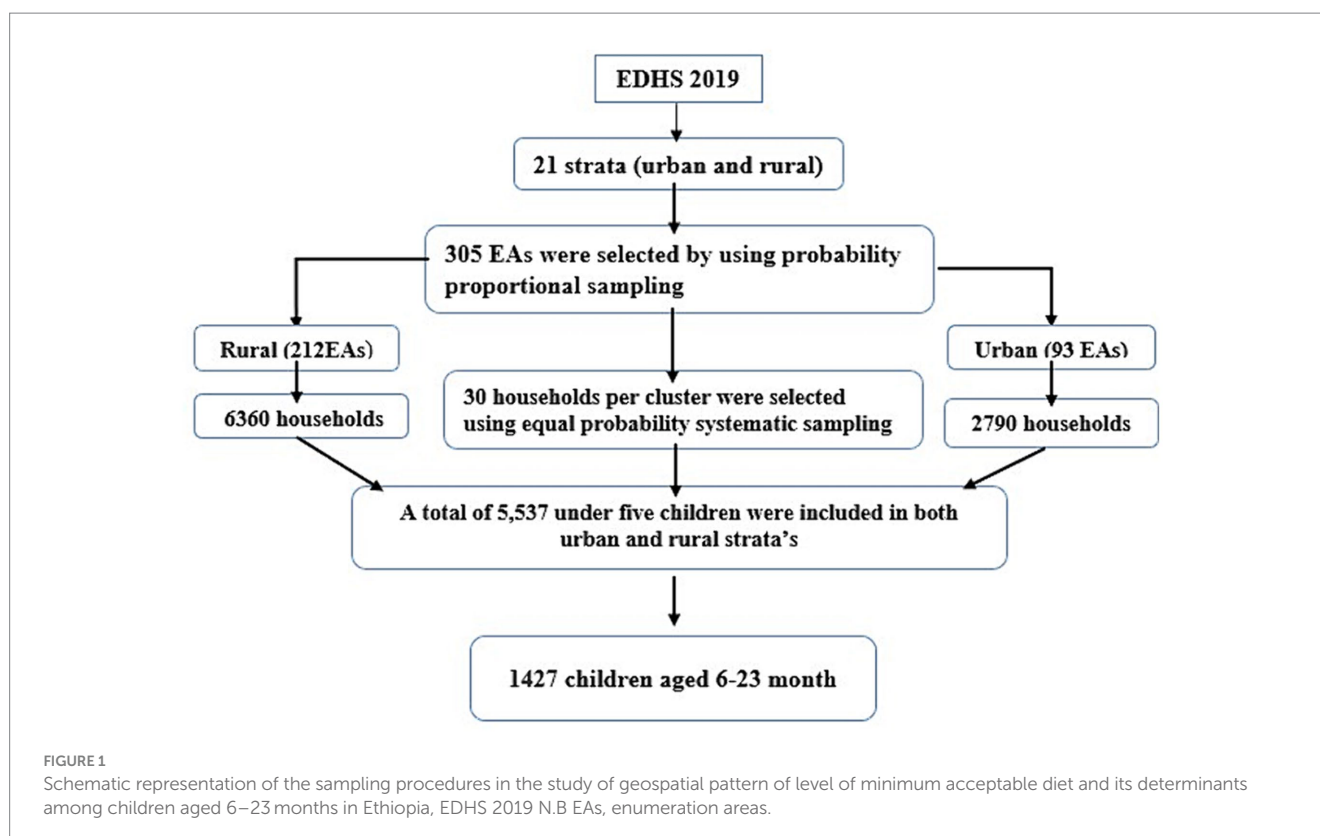 EDHS 2019
21 strata (urban and rural)
305 EAs were selected by using probability
proportional sampling
Rural (212EAs)
Urban (93 EAs)
6360 households
30 households per cluster were selected
using equal probability systematic sampling
2790 households
A total of 5,537 under five children were included in both
urban and rural strata's
1427 children aged 6-23 month
FIGURE 1
Schematic representation of the sampling procedures in the study of geospatial pattern of level of minimum acceptable diet and its determinants
among children aged 6–23 months in Ethiopia, EDHS 2019 N.B EAs, enumeration areas.